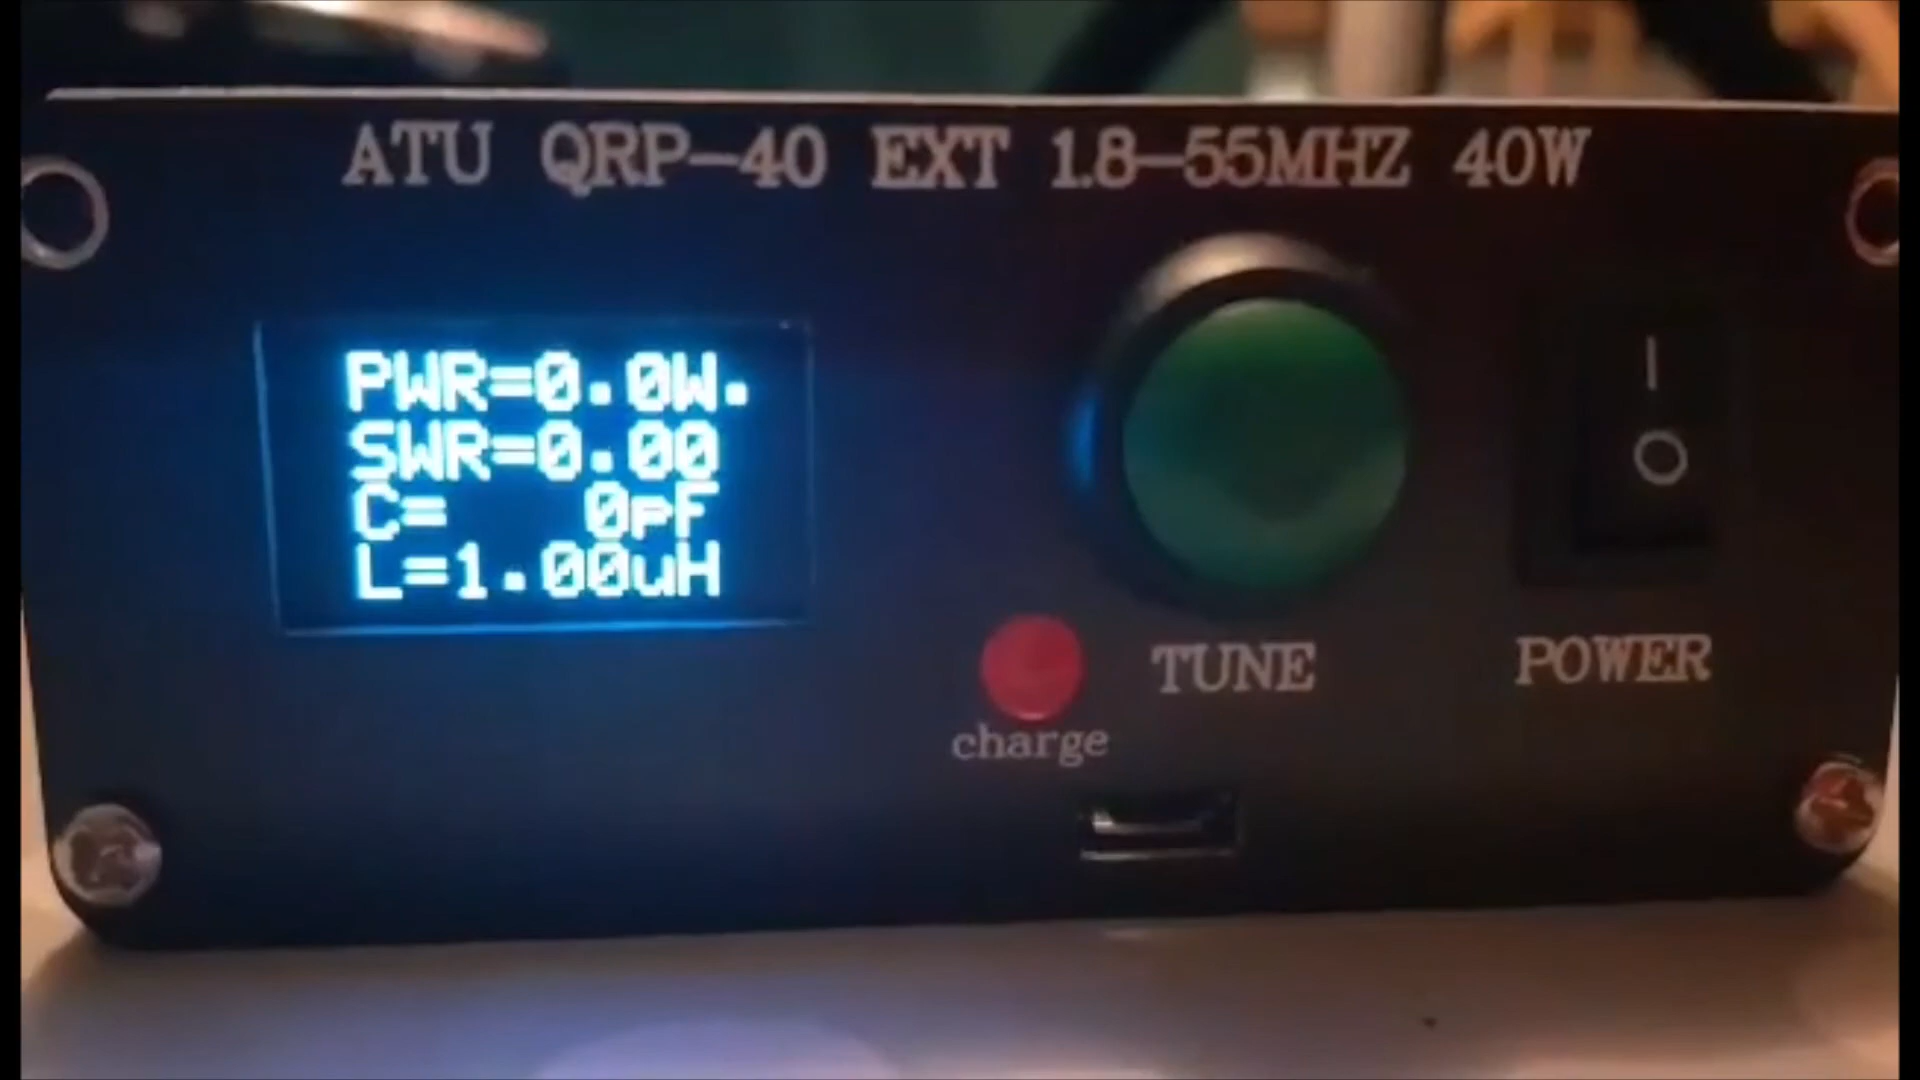 ATU QRP-40 EXT 1.8-55MHZ 40W
PWR=0.0W.
SWR=0.00
C=   0pF
L=1.00uH
TUNE
POWER
charge